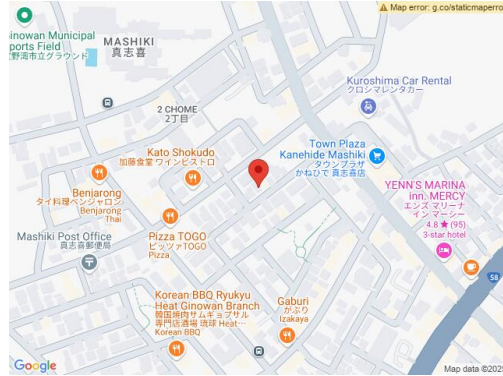 Map error: g.co/staticmaperro
Ginowan Municipal
ports Field
野湾市立グラウンド
MASHIKI
真志喜
Kuroshima Car Rental
クロシマレンタカー
2 CHOME
2丁目
Kato Shokudo
加藤食堂 ワインビストロ
Town Plaza
Kanehide Mashiki
タウンプラザ
かねひで 真志喜店
Benjarong
タイ料理ベンジャロン
Benjarong
Thai
YENN'S MARINA
inn. MERCY
エンズ マリーナ
イン マーシー
4.8 ★ (95)
3-star hotel
Mashiki Post Office
真志喜郵便局
Pizza TOGO
ピッツァTOGO
Pizza
58
Korean BBQ Ryukyu
Heat Ginowan Branch
韓国焼肉サムギョプサル
専門店酒場 琉球 Heat…
Korean BBQ
Gaburi
がぶり
Izakaya
Google
Map data ©202